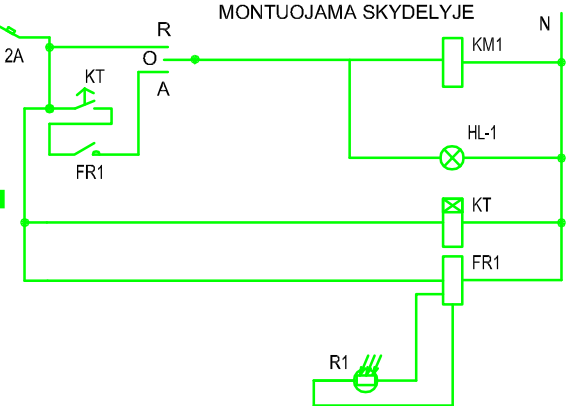 MONTUOJAMA SKYDELYJE
N
R
2A
O
KM1
KT
A
HL-1
FR1
KT
FR1
R1